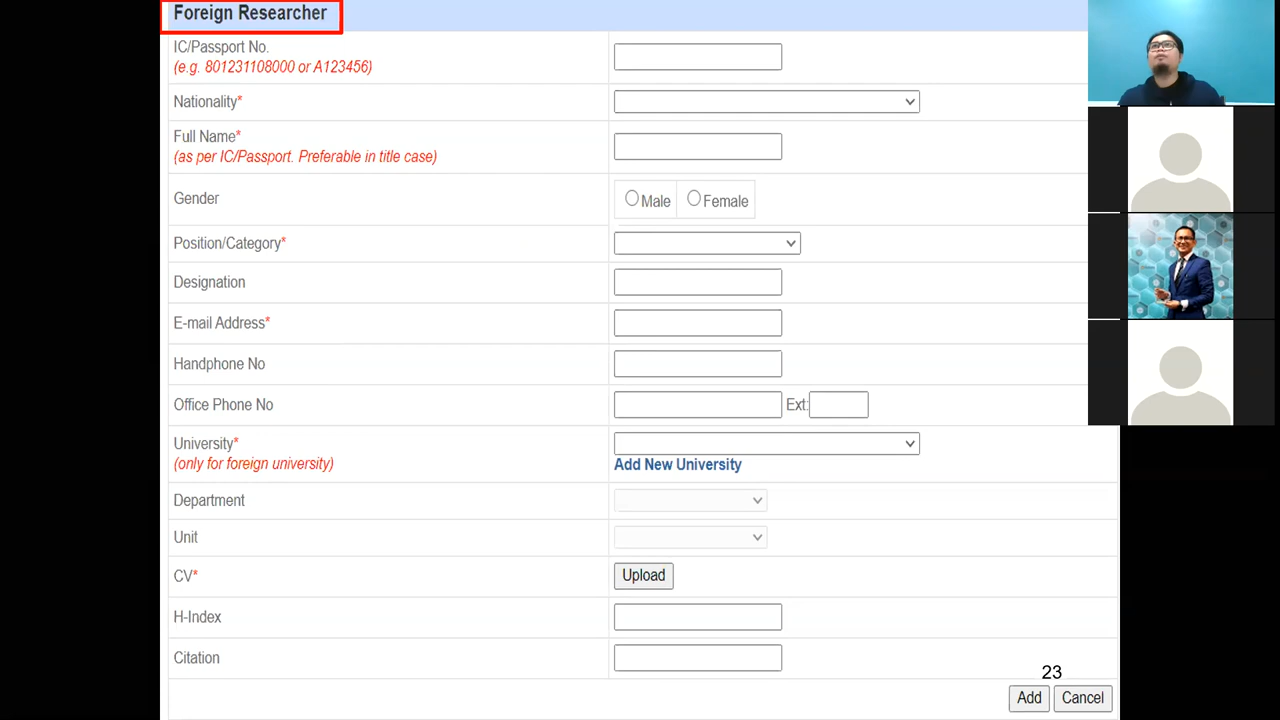 Foreign Researcher
IC/Passport No.
(e.g. 801231108000 or A123456)
Nationality*
Full Name*
(as per IC/Passport. Preferable in title case)
Gender
Male Female
Position/Category*
Designation
E-mail Address*
Handphone No
Office Phone No
Ext:
University*
(only for foreign university)
Add New University
Department
Unit
CV*
Upload
H-Index
Citation
23
Add Cancel